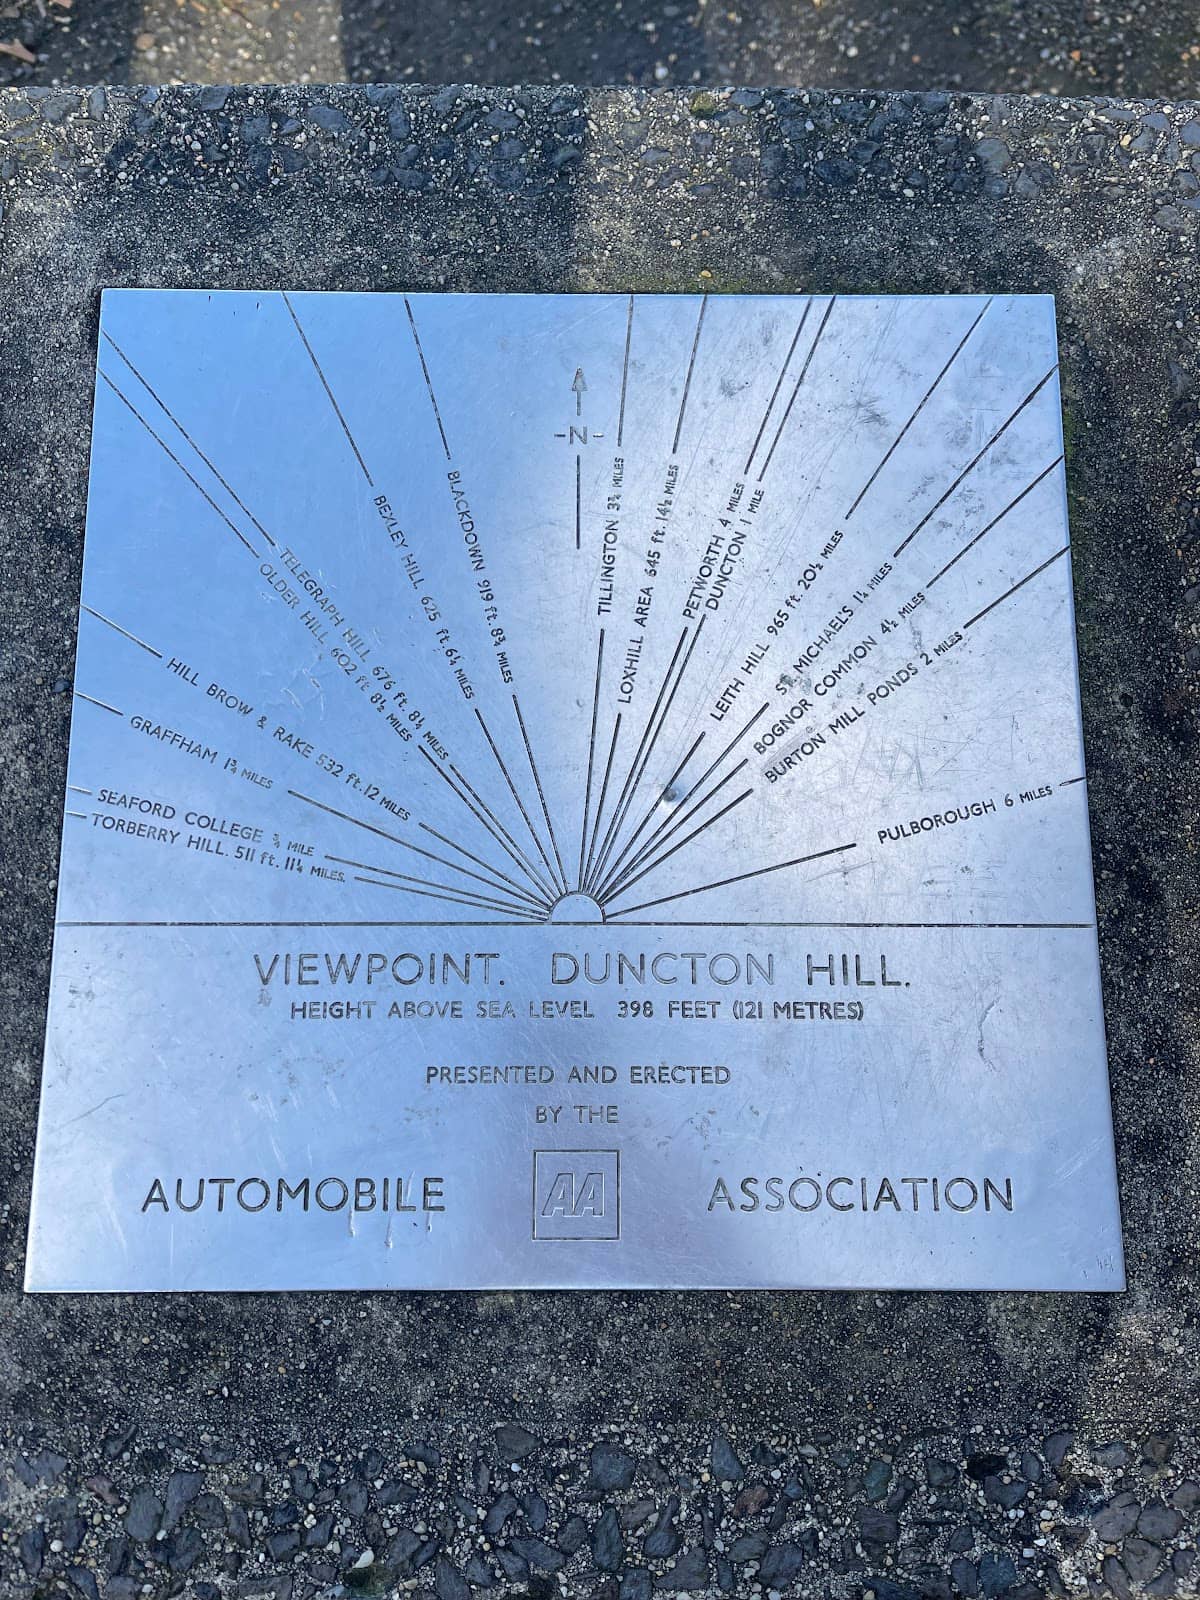 TORBERRY HILL. 511 ft. 11¼ MILES.
SEAFORD COLLEGE ¾ MILE
GRAFFHAM 1¾ MILES
HILL BROW & RAKE 532 ft. 12 MILES
OLDER HILL 602 ft 8½ MILES
TELEGRAPH HILL 676 ft. 8¼ MILES
BEXLEY HILL 625 ft. 6¼ MILES
BLACKDOWN 919 ft. 8¾ MILES
-N-
TILLINGTON 3¾ MILES
LOXHILL AREA 645 ft. 14½ MILES
PETWORTH 4 MILES
DUNCTON 1 MILE
LEITH HILL 965 ft. 20½ MILES
ST. MICHAEL'S 1¼ MILES
BOGNOR COMMON 4½ MILES
BURTON MILL PONDS 2 MILES
PULBOROUGH 6 MILES
VIEWPOINT. DUNCTON HILL.
HEIGHT ABOVE SEA LEVEL 398 FEET (121 METRES)
PRESENTED AND ERECTED
BY THE
AUTOMOBILE AA ASSOCIATION